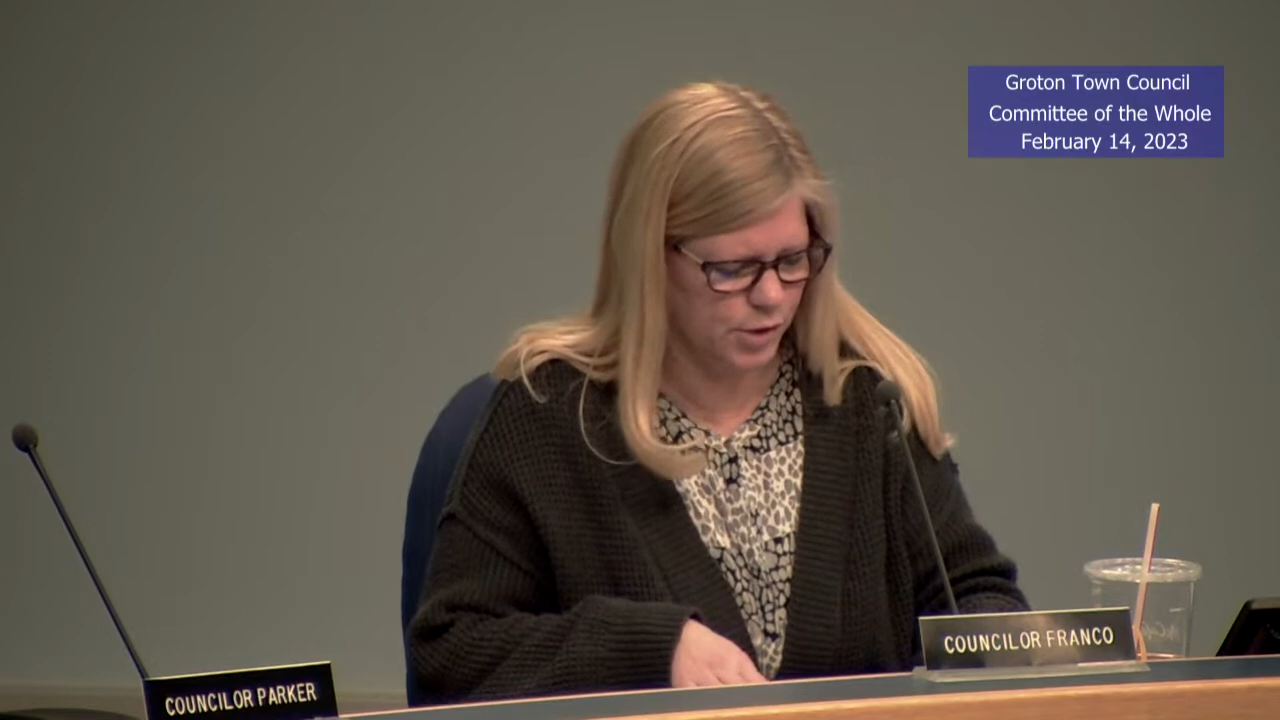 Groton Town Council
Committee of the Whole
February 14, 2023
COUNCILOR FRANCO
COUNCILOR PARKER